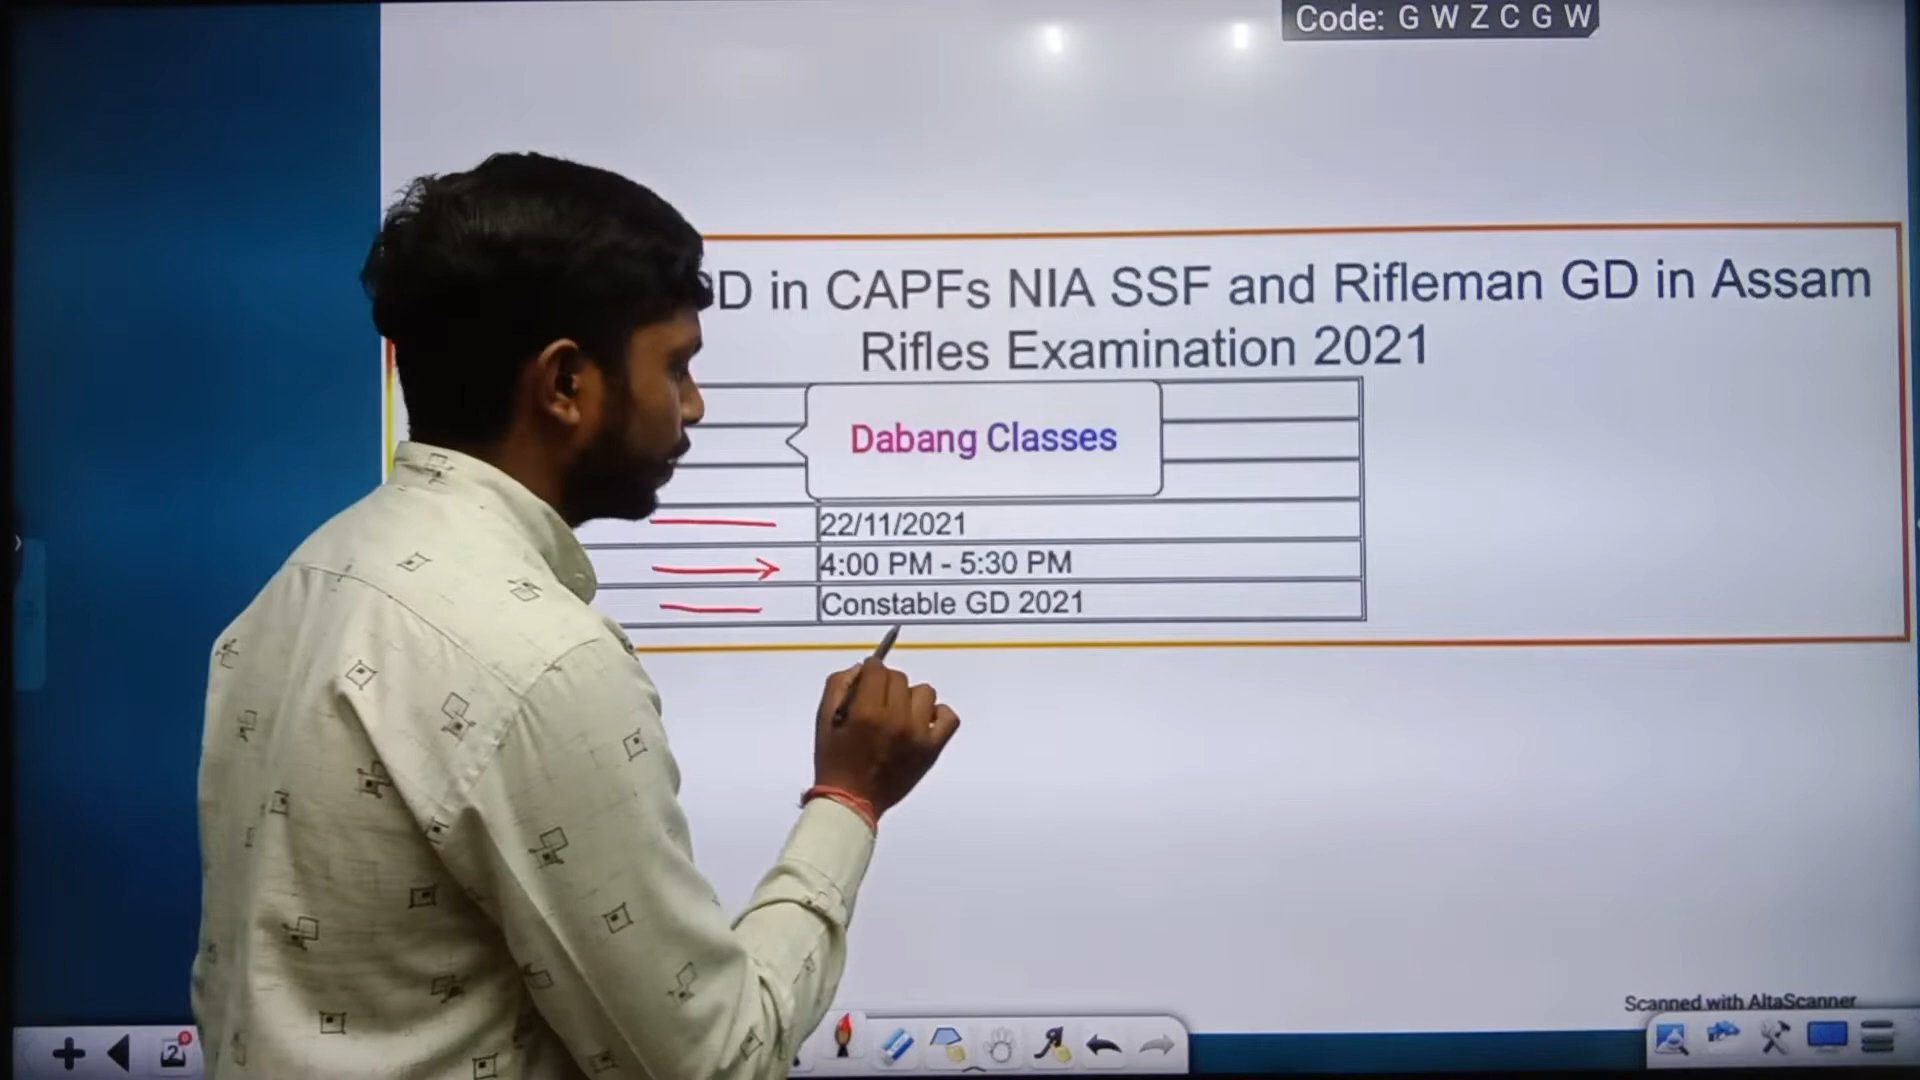 Code: G W Z C G W
in CAPFs NIA SSF and Rifleman GD in Assam
Rifles Examination 2021
Dabang Classes
22/11/2021
4:00 PM - 5:30 PM
Constable GD 2021
Scanned with AltaScanner
2